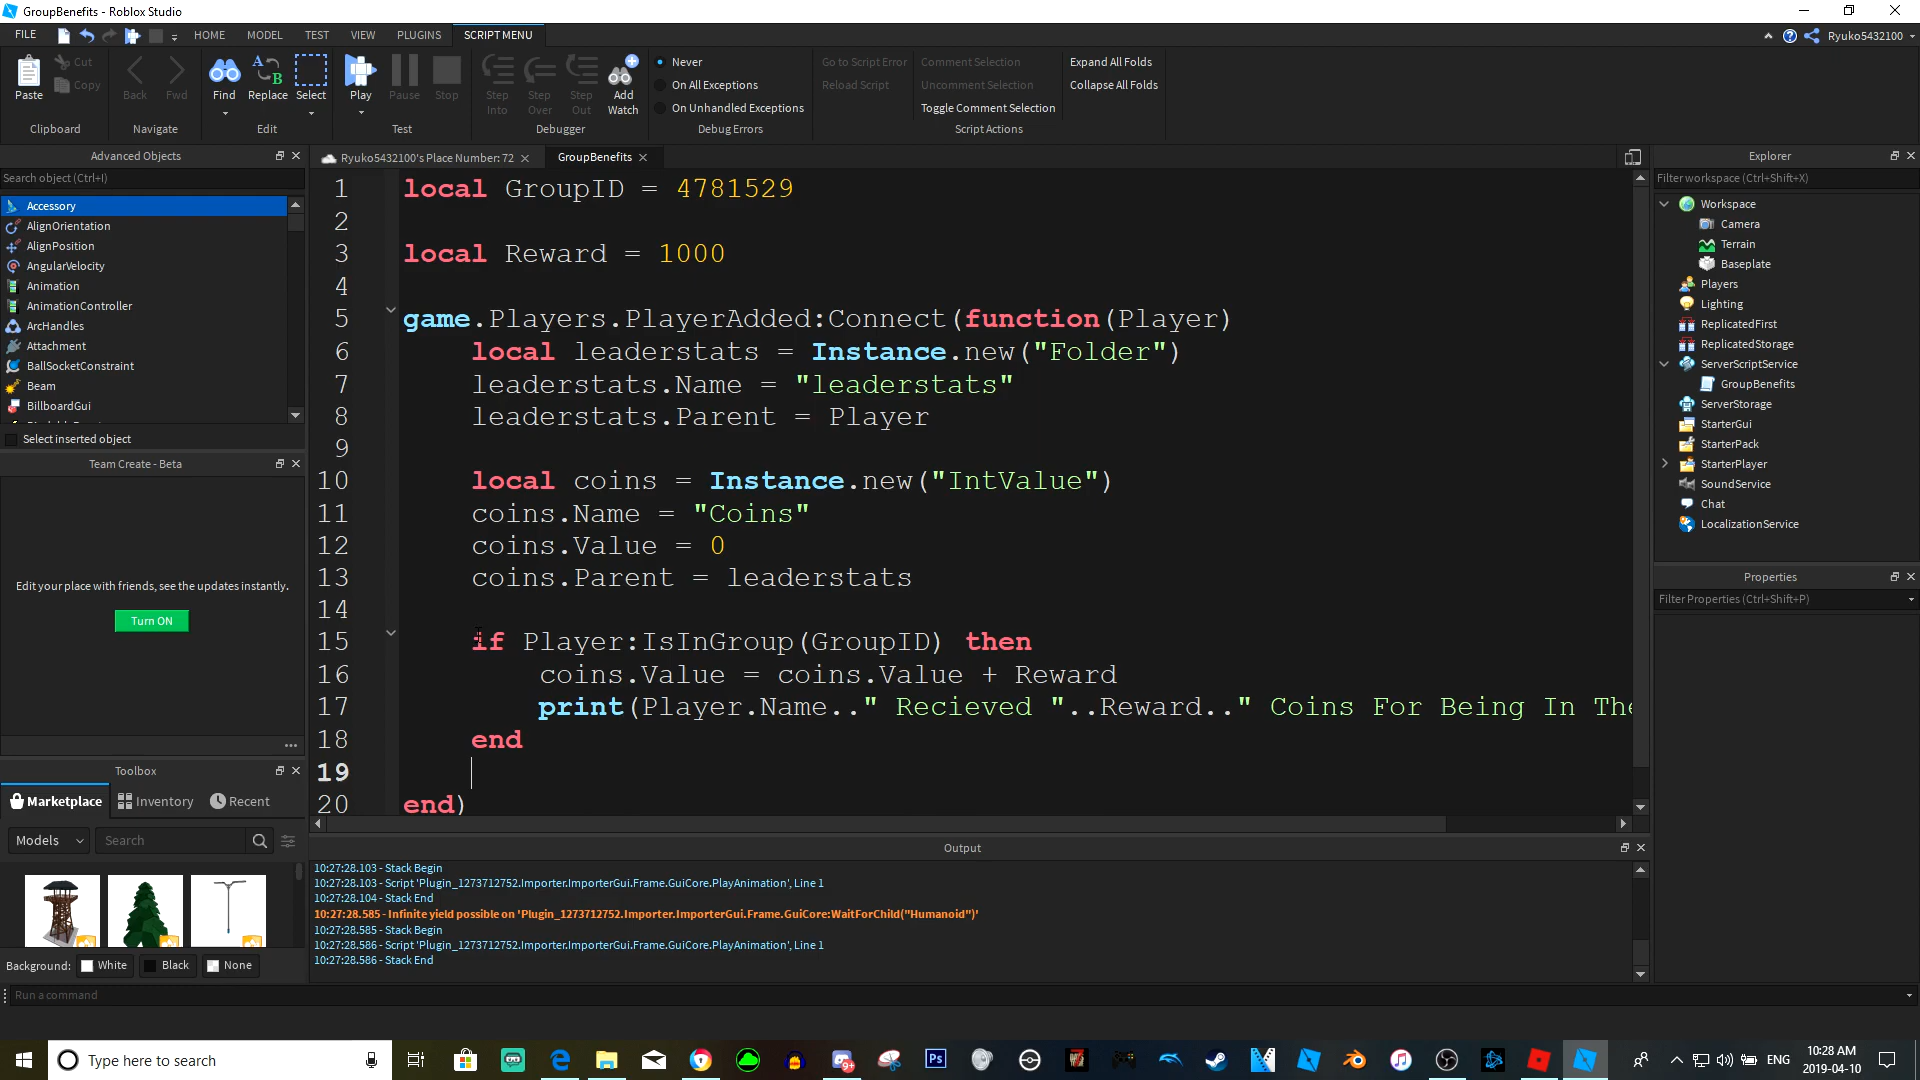 GroupBenefits - Roblox Studio
FILE HOME MODEL TEST VIEW PLUGINS SCRIPT MENU Ryuko5432100
Paste Cut Copy Back Fwd Find Replace Select Play Pause Stop Step Into Step Over Step Out Add Watch
Never
On All Exceptions
On Unhandled Exceptions
Go to Script Error
Reload Script
Comment Selection
Uncomment Selection
Toggle Comment Selection
Expand All Folds
Collapse All Folds
Clipboard Navigate Edit Test Debugger Debug Errors Script Actions
Advanced Objects
Search object (Ctrl+I)
Accessory
AlignOrientation
AlignPosition
AngularVelocity
Animation
AnimationController
ArcHandles
Attachment
BallSocketConstraint
Beam
BillboardGui
Select inserted object
Team Create - Beta
Edit your place with friends, see the updates instantly.
Turn ON
Toolbox
Marketplace Inventory Recent
Models Search
Background: White Black None
Run a command
Ryuko5432100's Place Number: 72 GroupBenefits
1 local GroupID = 4781529
2
3 local Reward = 1000
4
5 game.Players.PlayerAdded:Connect(function(Player)
6 local leaderstats = Instance.new("Folder")
7 leaderstats.Name = "leaderstats"
8 leaderstats.Parent = Player
9
10 local coins = Instance.new("IntValue")
11 coins.Name = "Coins"
12 coins.Value = 0
13 coins.Parent = leaderstats
14
15 if Player:IsInGroup(GroupID) then
16 coins.Value = coins.Value + Reward
17 print(Player.Name.." Recieved "..Reward.." Coins For Being In The
18 end
19
20 end)
Output
10:27:28.103 - Stack Begin
10:27:28.103 - Script 'Plugin_1273712752.Importer.ImporterGui.Frame.GuiCore.PlayAnimation', Line 1
10:27:28.104 - Stack End
10:27:28.585 - Infinite yield possible on 'Plugin_1273712752.Importer.ImporterGui.Frame.GuiCore:WaitForChild("Humanoid")'
10:27:28.585 - Stack Begin
10:27:28.586 - Script 'Plugin_1273712752.Importer.ImporterGui.Frame.GuiCore.PlayAnimation', Line 1
10:27:28.586 - Stack End
Explorer
Filter workspace (Ctrl+Shift+X)
Workspace
Camera
Terrain
Baseplate
Players
Lighting
ReplicatedFirst
ReplicatedStorage
ServerScriptService
GroupBenefits
ServerStorage
StarterGui
StarterPack
StarterPlayer
SoundService
Chat
LocalizationService
Properties
Filter Properties (Ctrl+Shift+P)
Type here to search
Ps
ENG
10:28 AM
2019-04-10